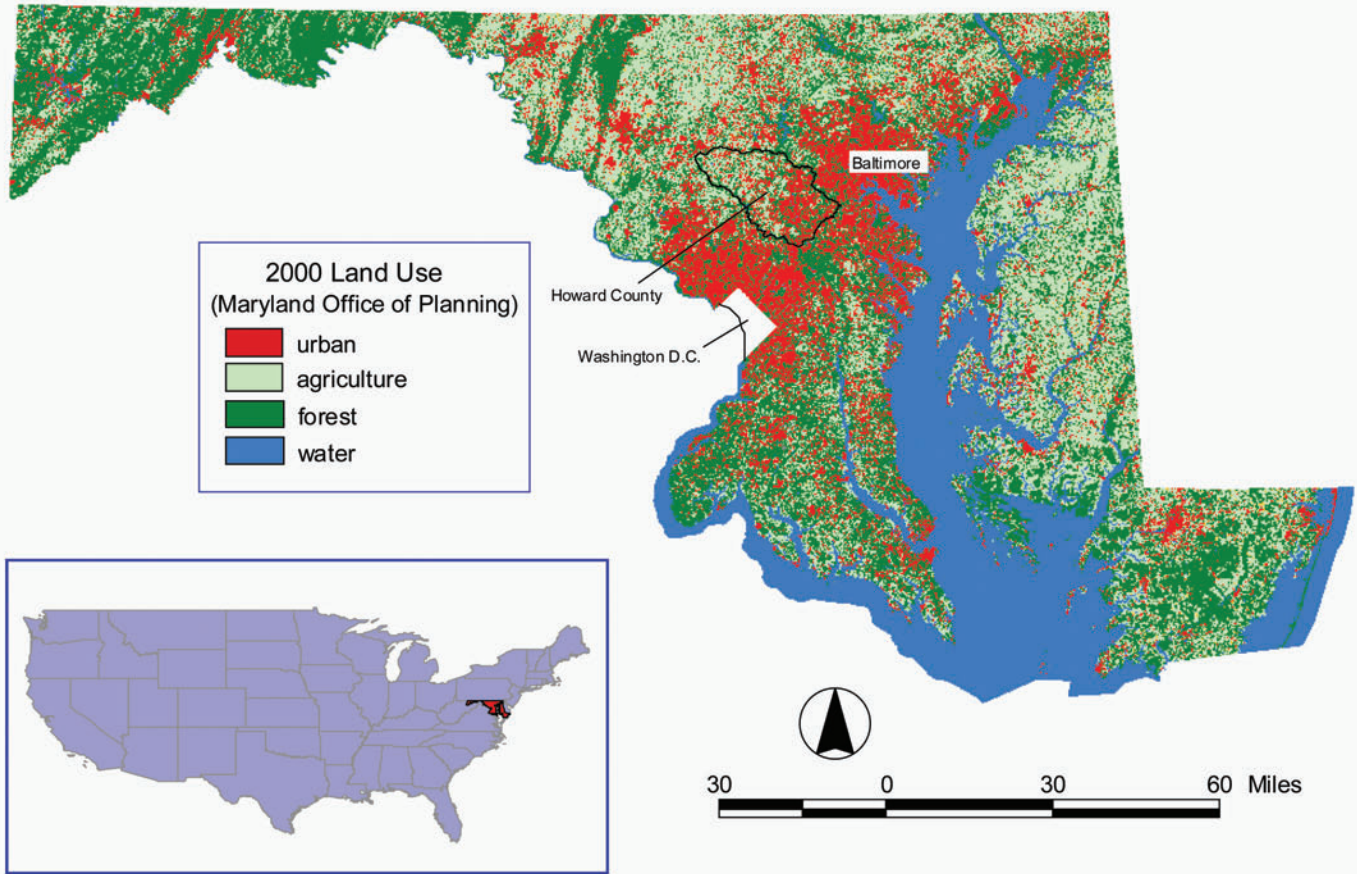 Baltimore
Howard County
Washington D.C.
2000 Land Use
(Maryland Office of Planning)
urban
agriculture
forest
water
30 0 30 60 Miles